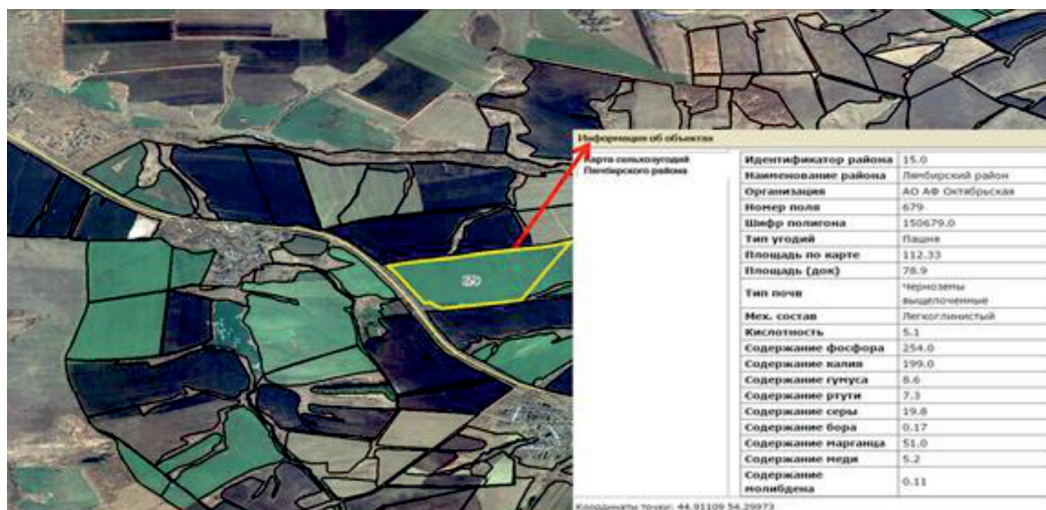 Информация об объектах
Карта сельхозугодий
Лямбирского района
Идентификатор района 15.0
Наименование района Лямбирский район
Организация АО АФ Октябрьская
Номер поля 679
Шифр полигона 150679.0
Тип угодий Пашня
Площадь по карте 112.33
Площадь (док) 78.9
Тип почв Черноземы
выщелоченные
Мех. состав Легкоглинистый
Кислотность 5.1
Содержание фосфора 254.0
Содержание калия 199.0
Содержание гумуса 8.6
Содержание ртути 7.3
Содержание серы 19.8
Содержание бора 0.17
Содержание марганца 51.0
Содержание меди 5.2
Содержание
молибдена 0.11
Координаты точки: 44.91109 54.29973
679